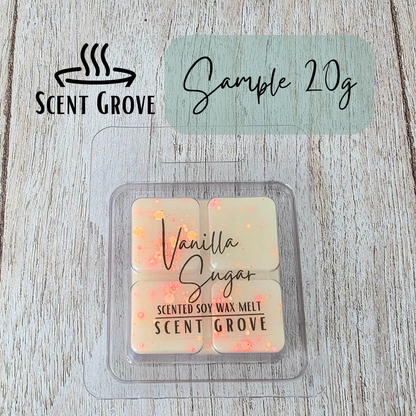 SCENT GROVE
Sample 20g
Vanilla
Sugar
SCENTED SOY WAX MELT
SCENT GROVE